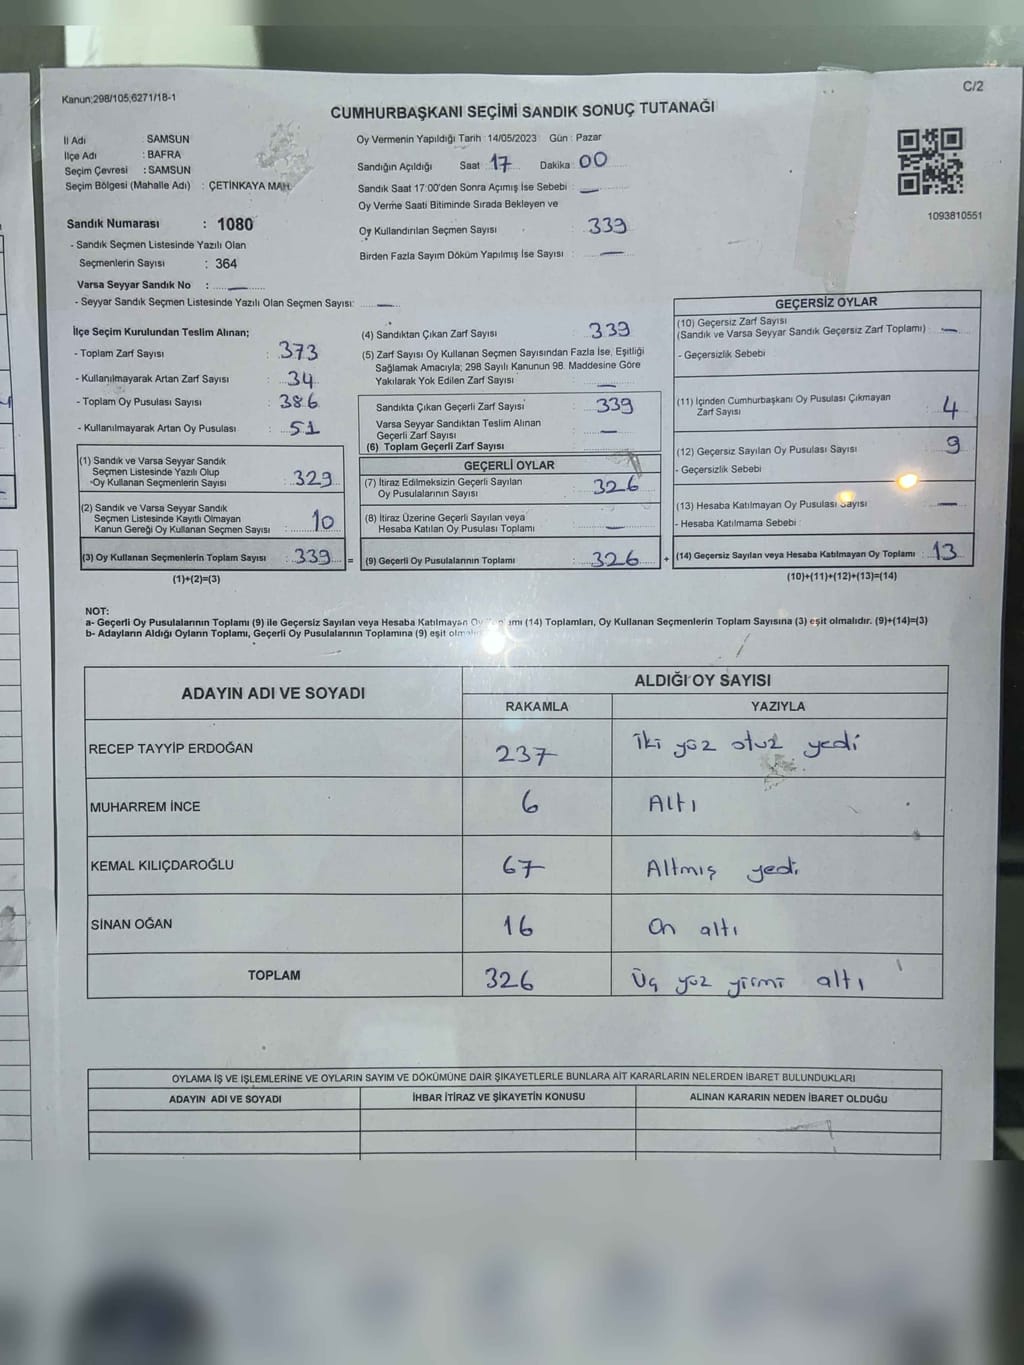 Kanun;298/105;6271/18-1
C/2
CUMHURBAŞKANI SEÇİMİ SANDIK SONUÇ TUTANAĞI
İl Adı : SAMSUN
İlçe Adı : BAFRA
Seçim Çevresi : SAMSUN
Seçim Bölgesi (Mahalle Adı) : ÇETİNKAYA MAH.
Sandık Numarası : 1080
- Sandık Seçmen Listesinde Yazılı Olan
Seçmenlerin Sayısı : 364
Varsa Seyyar Sandık No : —
- Seyyar Sandık Seçmen Listesinde Yazılı Olan Seçmen Sayısı: —
Oy Vermenin Yapıldığı Tarih : 14/05/2023 Gün : Pazar
Sandığın Açıldığı Saat : 17 Dakika : 00
Sandık Saat 17:00'den Sonra Açımış İse Sebebi : —
Oy Verme Saati Bitiminde Sırada Bekleyen ve
Oy Kullandırılan Seçmen Sayısı : 339
Birden Fazla Sayım Döküm Yapılmış İse Sayısı : —
1093810551
İlçe Seçim Kurulundan Teslim Alınan;
- Toplam Zarf Sayısı : 373
- Kullanılmayarak Artan Zarf Sayısı : 34
- Toplam Oy Pusulası Sayısı : 386
- Kullanılmayarak Artan Oy Pusulası : 51
(1) Sandık ve Varsa Seyyar Sandık
Seçmen Listesinde Yazılı Olup
-Oy Kullanan Seçmenlerin Sayısı : 329
(2) Sandık ve Varsa Seyyar Sandık
Seçmen Listesinde Kayıtlı Olmayan
Kanun Gereği Oy Kullanan Seçmen Sayısı : 10
(3) Oy Kullanan Seçmenlerin Toplam Sayısı : 339 =
(1)+(2)=(3)
(4) Sandıktan Çıkan Zarf Sayısı : 339
(5) Zarf Sayısı Oy Kullanan Seçmen Sayısından Fazla İse, Eşitliği
Sağlamak Amacıyla; 298 Sayılı Kanunun 98. Maddesine Göre
Yakılarak Yok Edilen Zarf Sayısı : —
Sandıkta Çıkan Geçerli Zarf Sayısı : 339
Varsa Seyyar Sandıktan Teslim Alınan
Geçerli Zarf Sayısı : —
(6) Toplam Geçerli Zarf Sayısı
GEÇERLİ OYLAR
(7) İtiraz Edilmeksizin Geçerli Sayılan
Oy Pusulalarının Sayısı : 326
(8) İtiraz Üzerine Geçerli Sayılan veya
Hesaba Katılan Oy Pusulası Toplamı : —
(9) Geçerli Oy Pusulalarının Toplamı : 326 +
GEÇERSİZ OYLAR
(10) Geçersiz Zarf Sayısı
(Sandık ve Varsa Seyyar Sandık Geçersiz Zarf Toplamı) : —
- Geçersizlik Sebebi
(11) İçinden Cumhurbaşkanı Oy Pusulası Çıkmayan
Zarf Sayısı : 4
(12) Geçersiz Sayılan Oy Pusulası Sayısı : 9
- Geçersizlik Sebebi
(13) Hesaba Katılmayan Oy Pusulası Sayısı : —
- Hesaba Katılmama Sebebi :
(14) Geçersiz Sayılan veya Hesaba Katılmayan Oy Toplamı : 13
(10)+(11)+(12)+(13)=(14)
NOT:
a- Geçerli Oy Pusulalarının Toplamı (9) ile Geçersiz Sayılan veya Hesaba Katılmayan Oy Toplamı (14) Toplamları, Oy Kullanan Seçmenlerin Toplam Sayısına (3) eşit olmalıdır. (9)+(14)=(3)
b- Adayların Aldığı Oyların Toplamı, Geçerli Oy Pusulalarının Toplamına (9) eşit olmalıdır.
ADAYIN ADI VE SOYADI ALDIĞI OY SAYISI
RAKAMLA YAZIYLA
RECEP TAYYİP ERDOĞAN 237 İki yüz otuz yedi
MUHARREM İNCE 6 Altı
KEMAL KILIÇDAROĞLU 67 Altmış yedi
SİNAN OĞAN 16 On altı
TOPLAM 326 Üç yüz yirmi altı
OYLAMA İŞ VE İŞLEMLERİNE VE OYLARIN SAYIM VE DÖKÜMÜNE DAİR ŞİKAYETLERLE BUNLARA AİT KARARLARIN NELERDEN İBARET BULUNDUKLARI
ADAYIN ADI VE SOYADI İHBAR İTİRAZ VE ŞİKAYETİN KONUSU ALINAN KARARIN NEDEN İBARET OLDUĞU